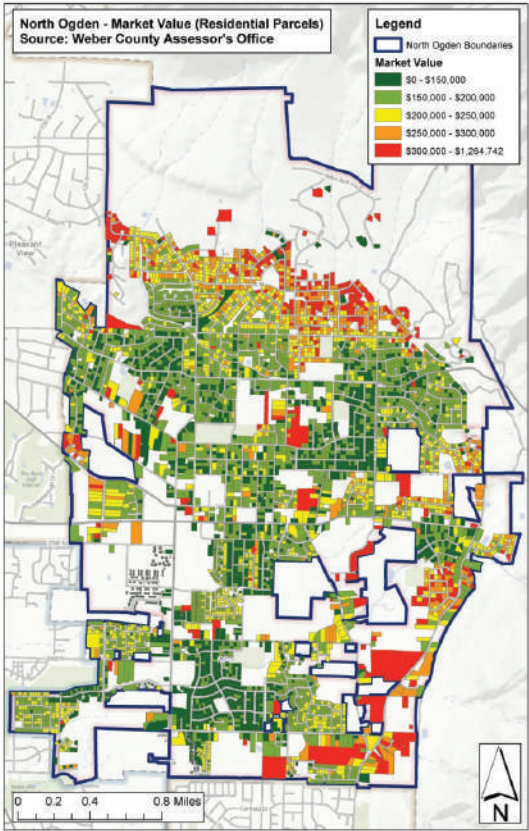 North Ogden - Market Value (Residential Parcels)
Source: Weber County Assessor's Office
Legend
North Ogden Boundaries
Market Value
$0 - $150,000
$150,000 - $200,000
$200,000 - $250,000
$250,000 - $300,000
$300,000 - $1,264,742
Pleasant
View
0 0.2 0.4 0.8 Miles
N